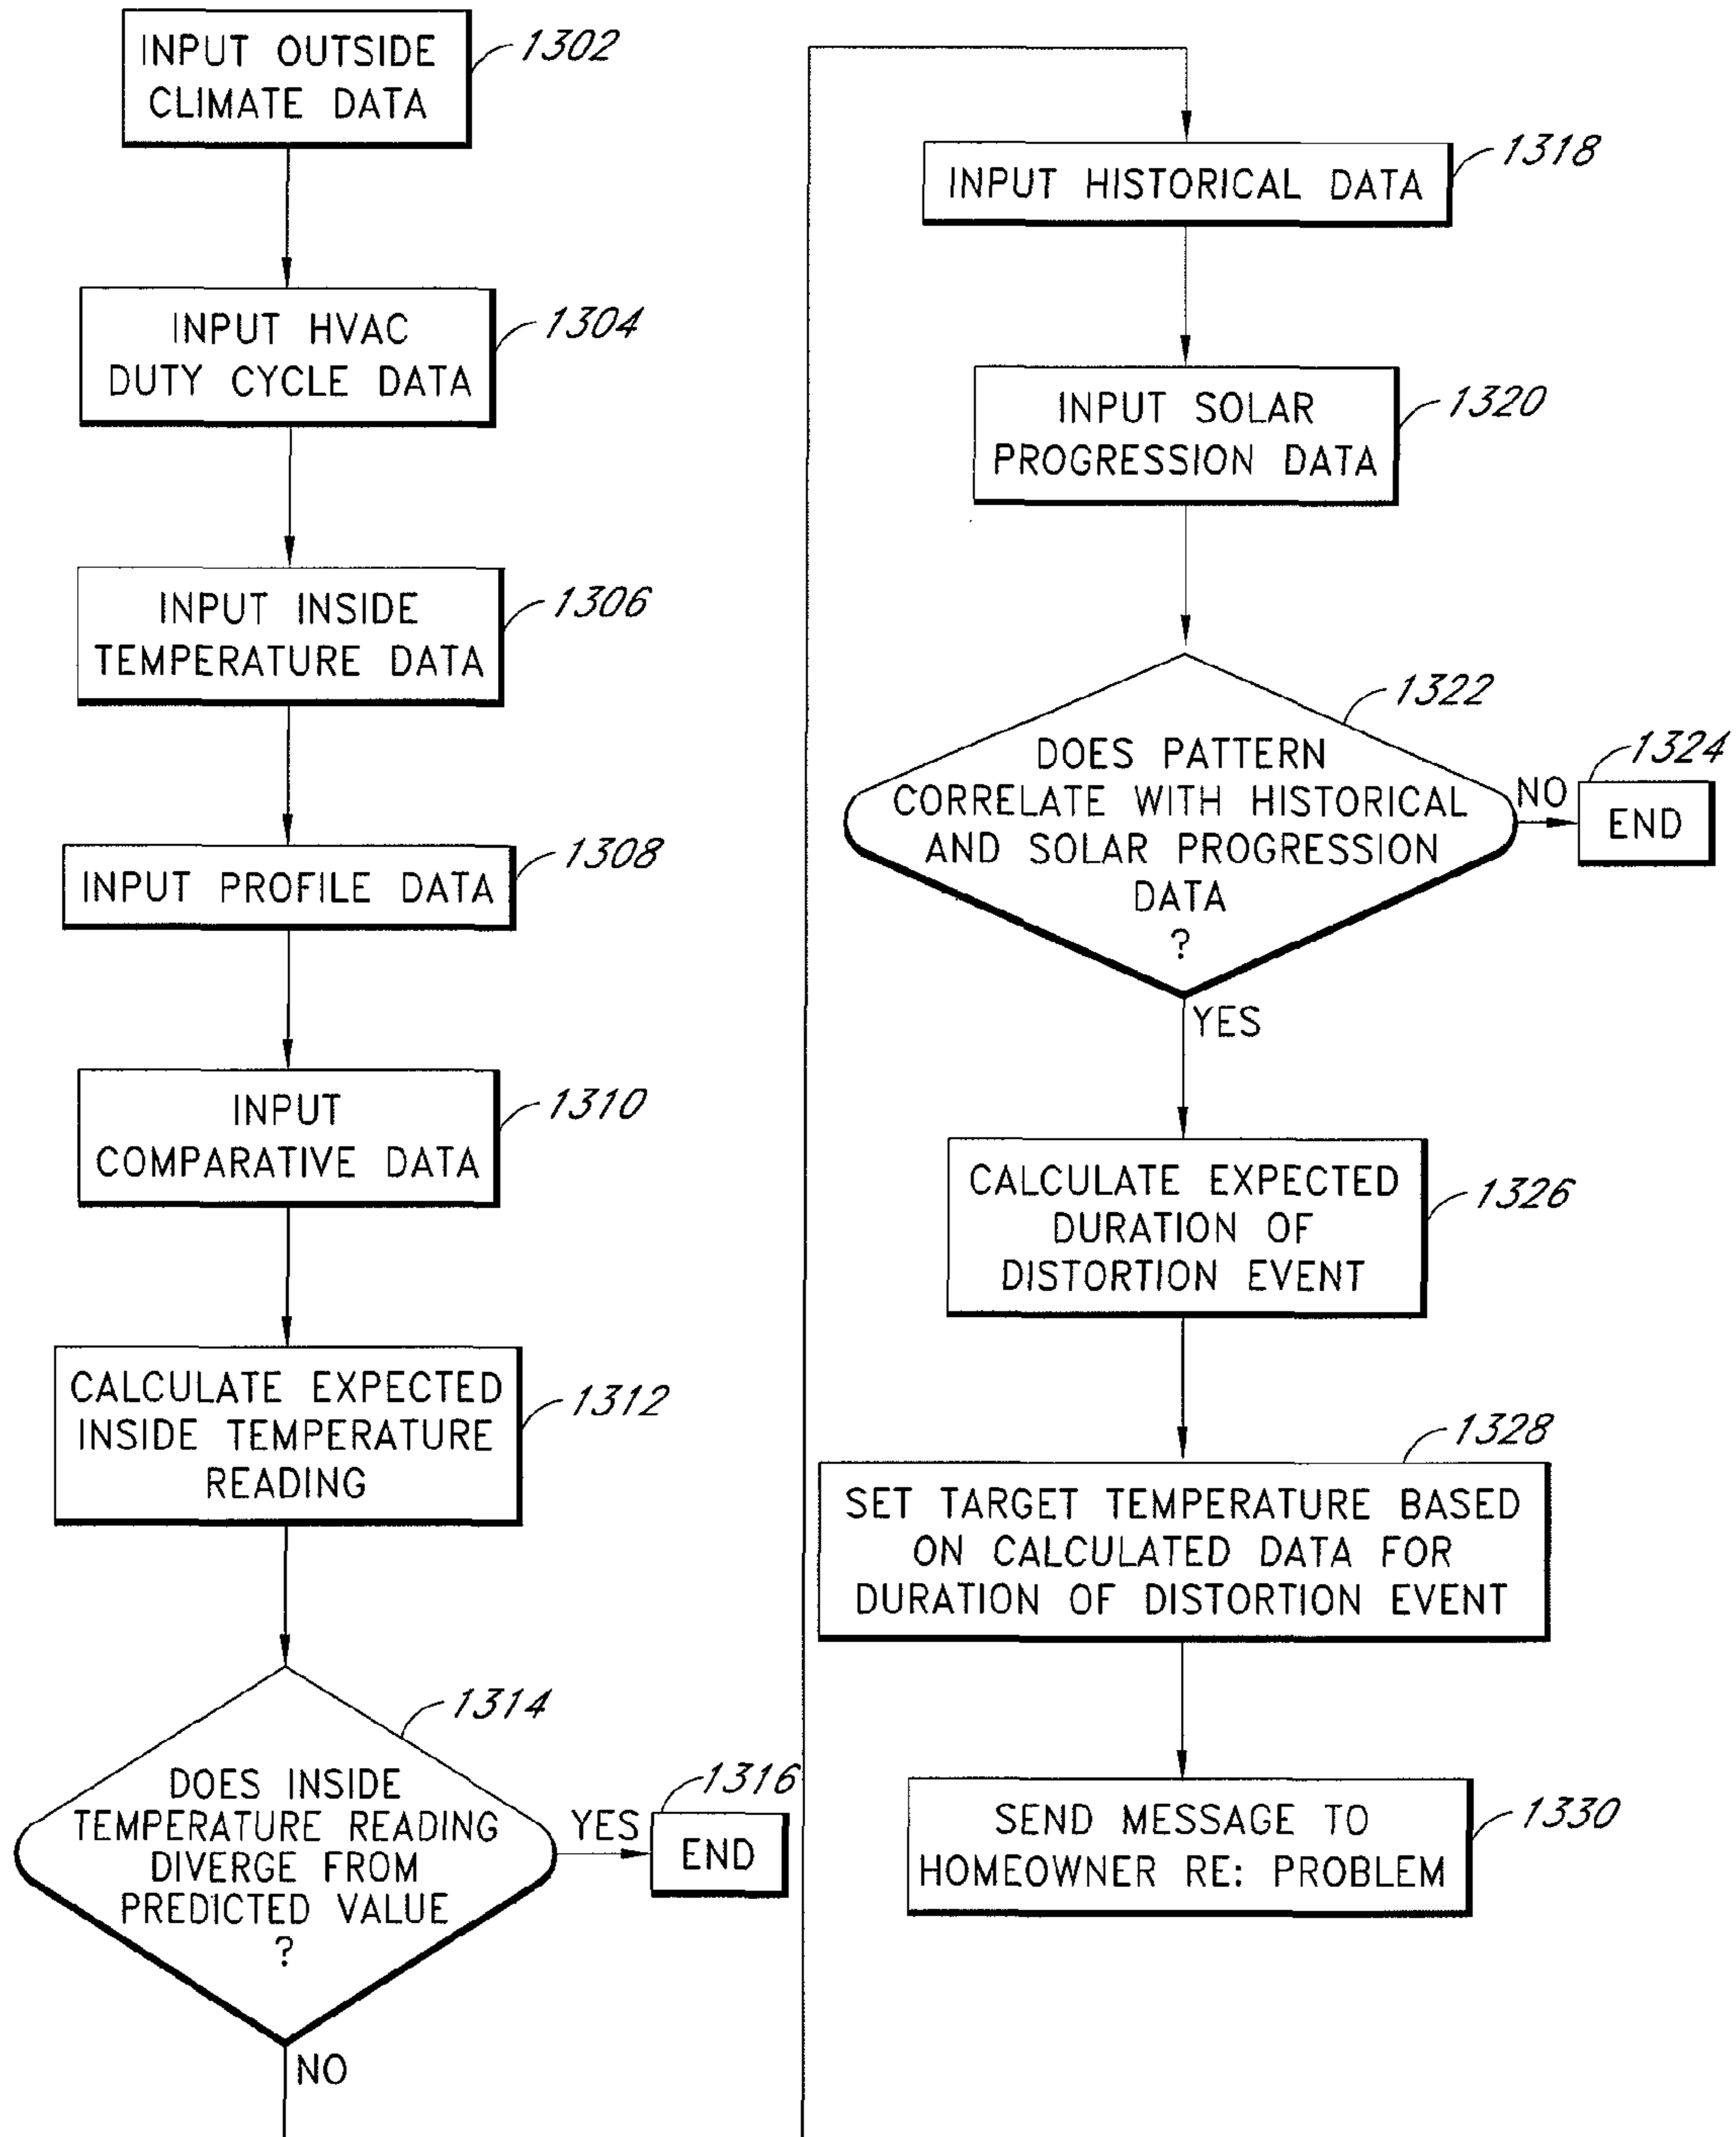 INPUT OUTSIDE
CLIMATE DATA
1302
INPUT HVAC
DUTY CYCLE DATA
1304
INPUT INSIDE
TEMPERATURE DATA
1306
INPUT PROFILE DATA
1308
INPUT
COMPARATIVE DATA
1310
CALCULATE EXPECTED
INSIDE TEMPERATURE
READING
1312
1314
DOES INSIDE
TEMPERATURE READING
DIVERGE FROM
PREDICTED VALUE
?
YES
1316
END
NO
INPUT HISTORICAL DATA
1318
INPUT SOLAR
PROGRESSION DATA
1320
1322
DOES PATTERN
CORRELATE WITH HISTORICAL
AND SOLAR PROGRESSION
DATA
?
NO
1324
END
YES
CALCULATE EXPECTED
DURATION OF
DISTORTION EVENT
1326
1328
SET TARGET TEMPERATURE BASED
ON CALCULATED DATA FOR
DURATION OF DISTORTION EVENT
SEND MESSAGE TO
HOMEOWNER RE: PROBLEM
1330